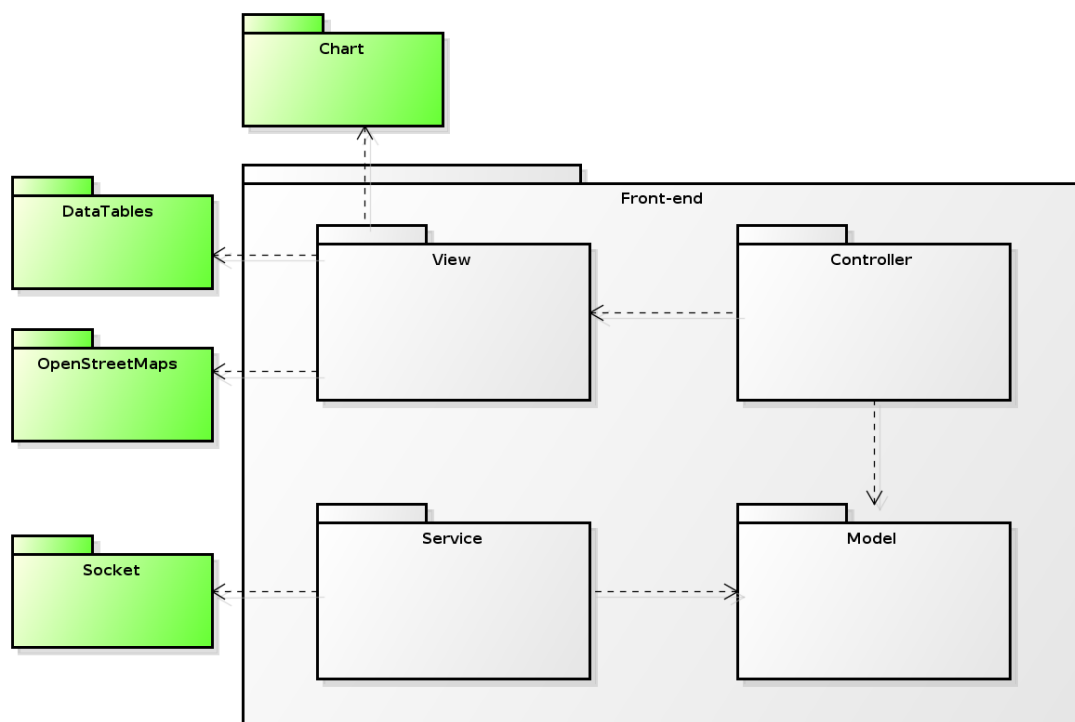 Chart
DataTables
Front-end
View
Controller
OpenStreetMaps
Service
Model
Socket